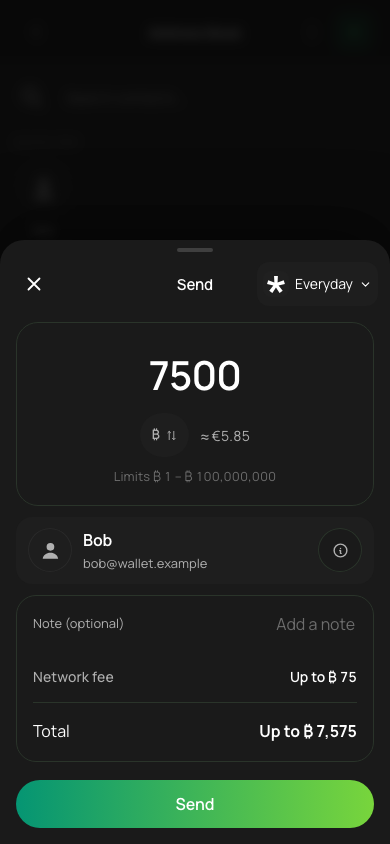 Send
Everyday
7500
₿ ≈ €5.85
Limits ₿ 1 – ₿ 100,000,000
Bob
bob@wallet.example
Note (optional) Add a note
Network fee Up to ₿ 75
Total Up to ₿ 7,575
Send